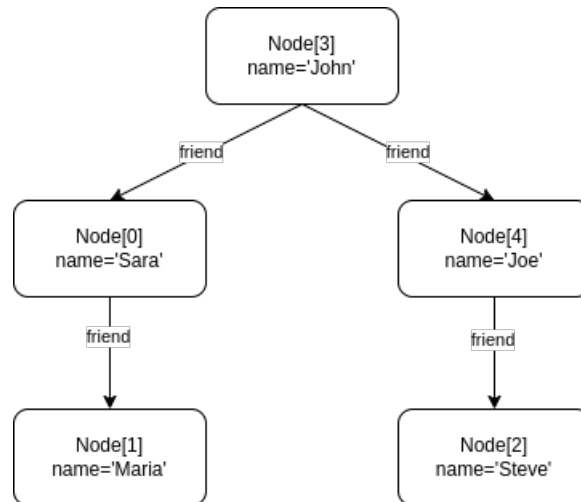 Node[3]
name='John'
friend
friend
Node[0]
name='Sara'
Node[4]
name='Joe'
friend
friend
Node[1]
name='Maria'
Node[2]
name='Steve'